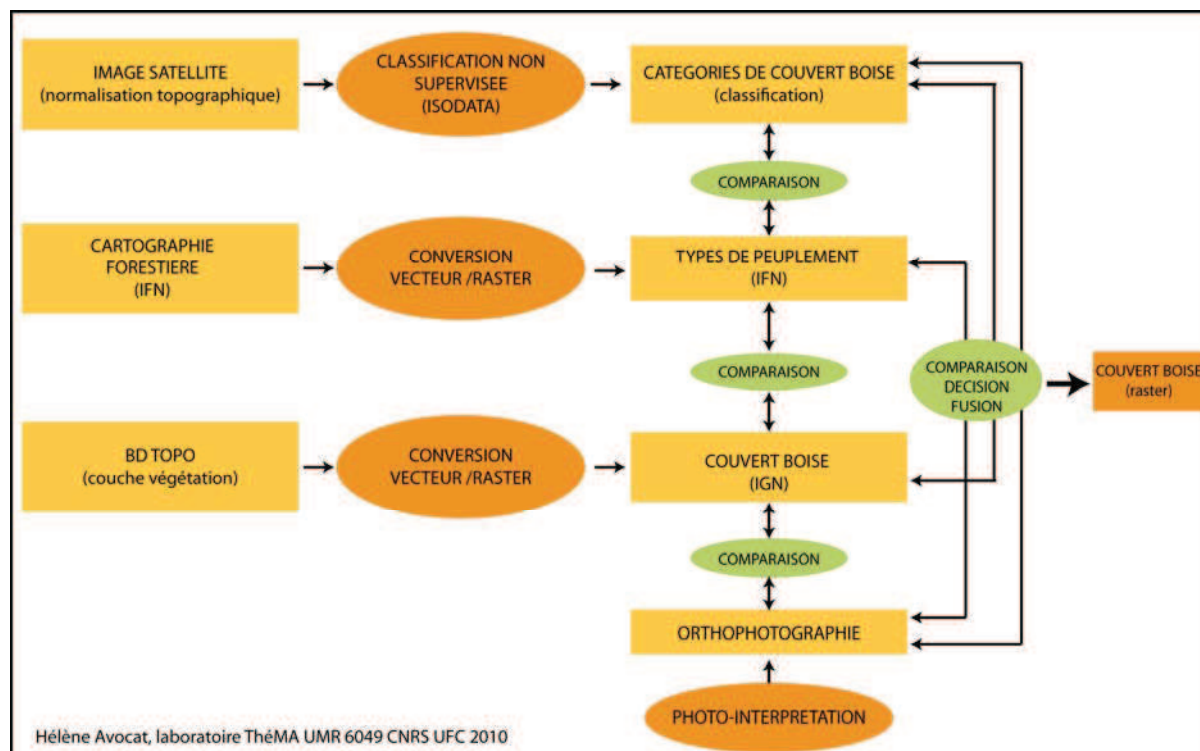 IMAGE SATELLITE
(normalisation topographique)
CLASSIFICATION NON
SUPERVISEE
(ISODATA)
CATEGORIES DE COUVERT BOISE
(classification)
COMPARAISON
CARTOGRAPHIE
FORESTIERE
(IFN)
CONVERSION
VECTEUR /RASTER
TYPES DE PEUPLEMENT
(IFN)
COMPARAISON
COMPARAISON
DECISION
FUSION
COUVERT BOISE
(raster)
BD TOPO
(couche végétation)
CONVERSION
VECTEUR /RASTER
COUVERT BOISE
(IGN)
COMPARAISON
ORTHOPHOTOGRAPHIE
PHOTO-INTERPRETATION
Hélène Avocat, laboratoire ThéMA UMR 6049 CNRS UFC 2010